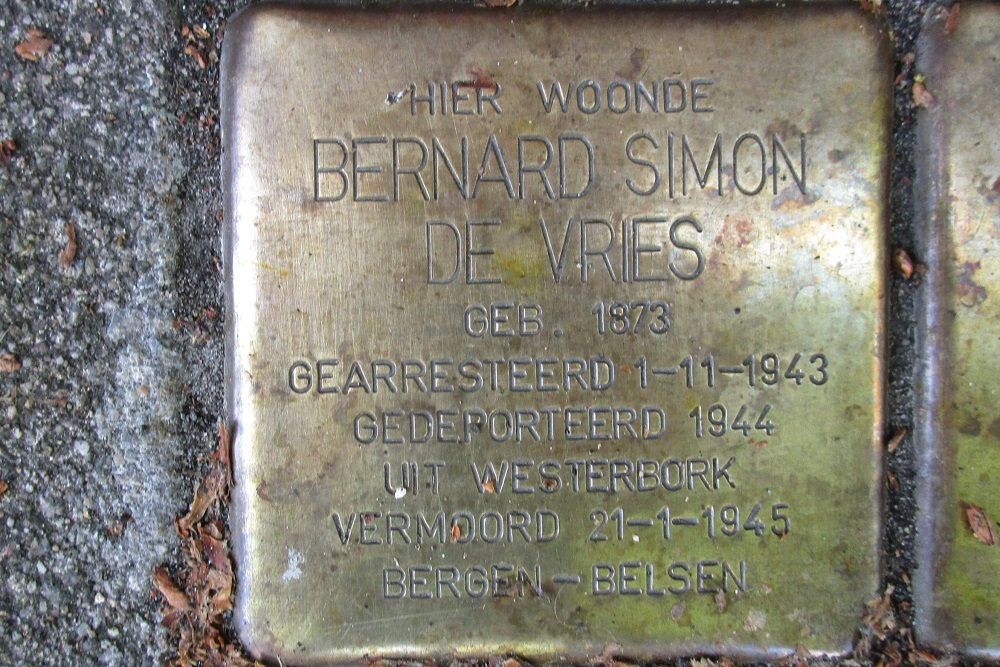 HIER WOONDE
BERNARD SIMON
DE VRIES
GEB. 1873
GEARRESTEERD 1-11-1943
GEDEPORTEERD 1944
UIT WESTERBORK
VERMOORD 21-1-1945
BERGEN-BELSEN